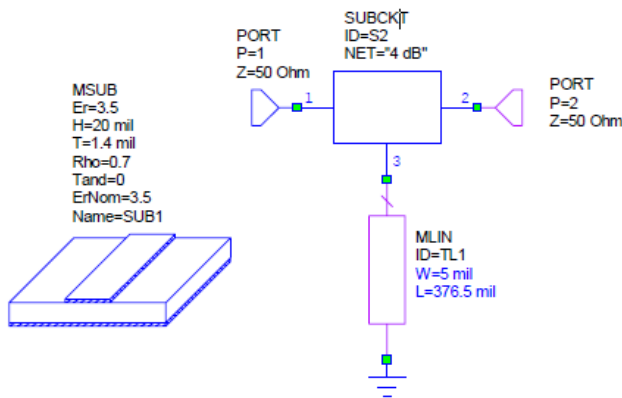 SUBCKT
ID=S2
NET="4 dB"
PORT
P=1
Z=50 Ohm
1
2
PORT
P=2
Z=50 Ohm
3
MSUB
Er=3.5
H=20 mil
T=1.4 mil
Rho=0.7
Tand=0
ErNom=3.5
Name=SUB1
MLIN
ID=TL1
W=5 mil
L=376.5 mil